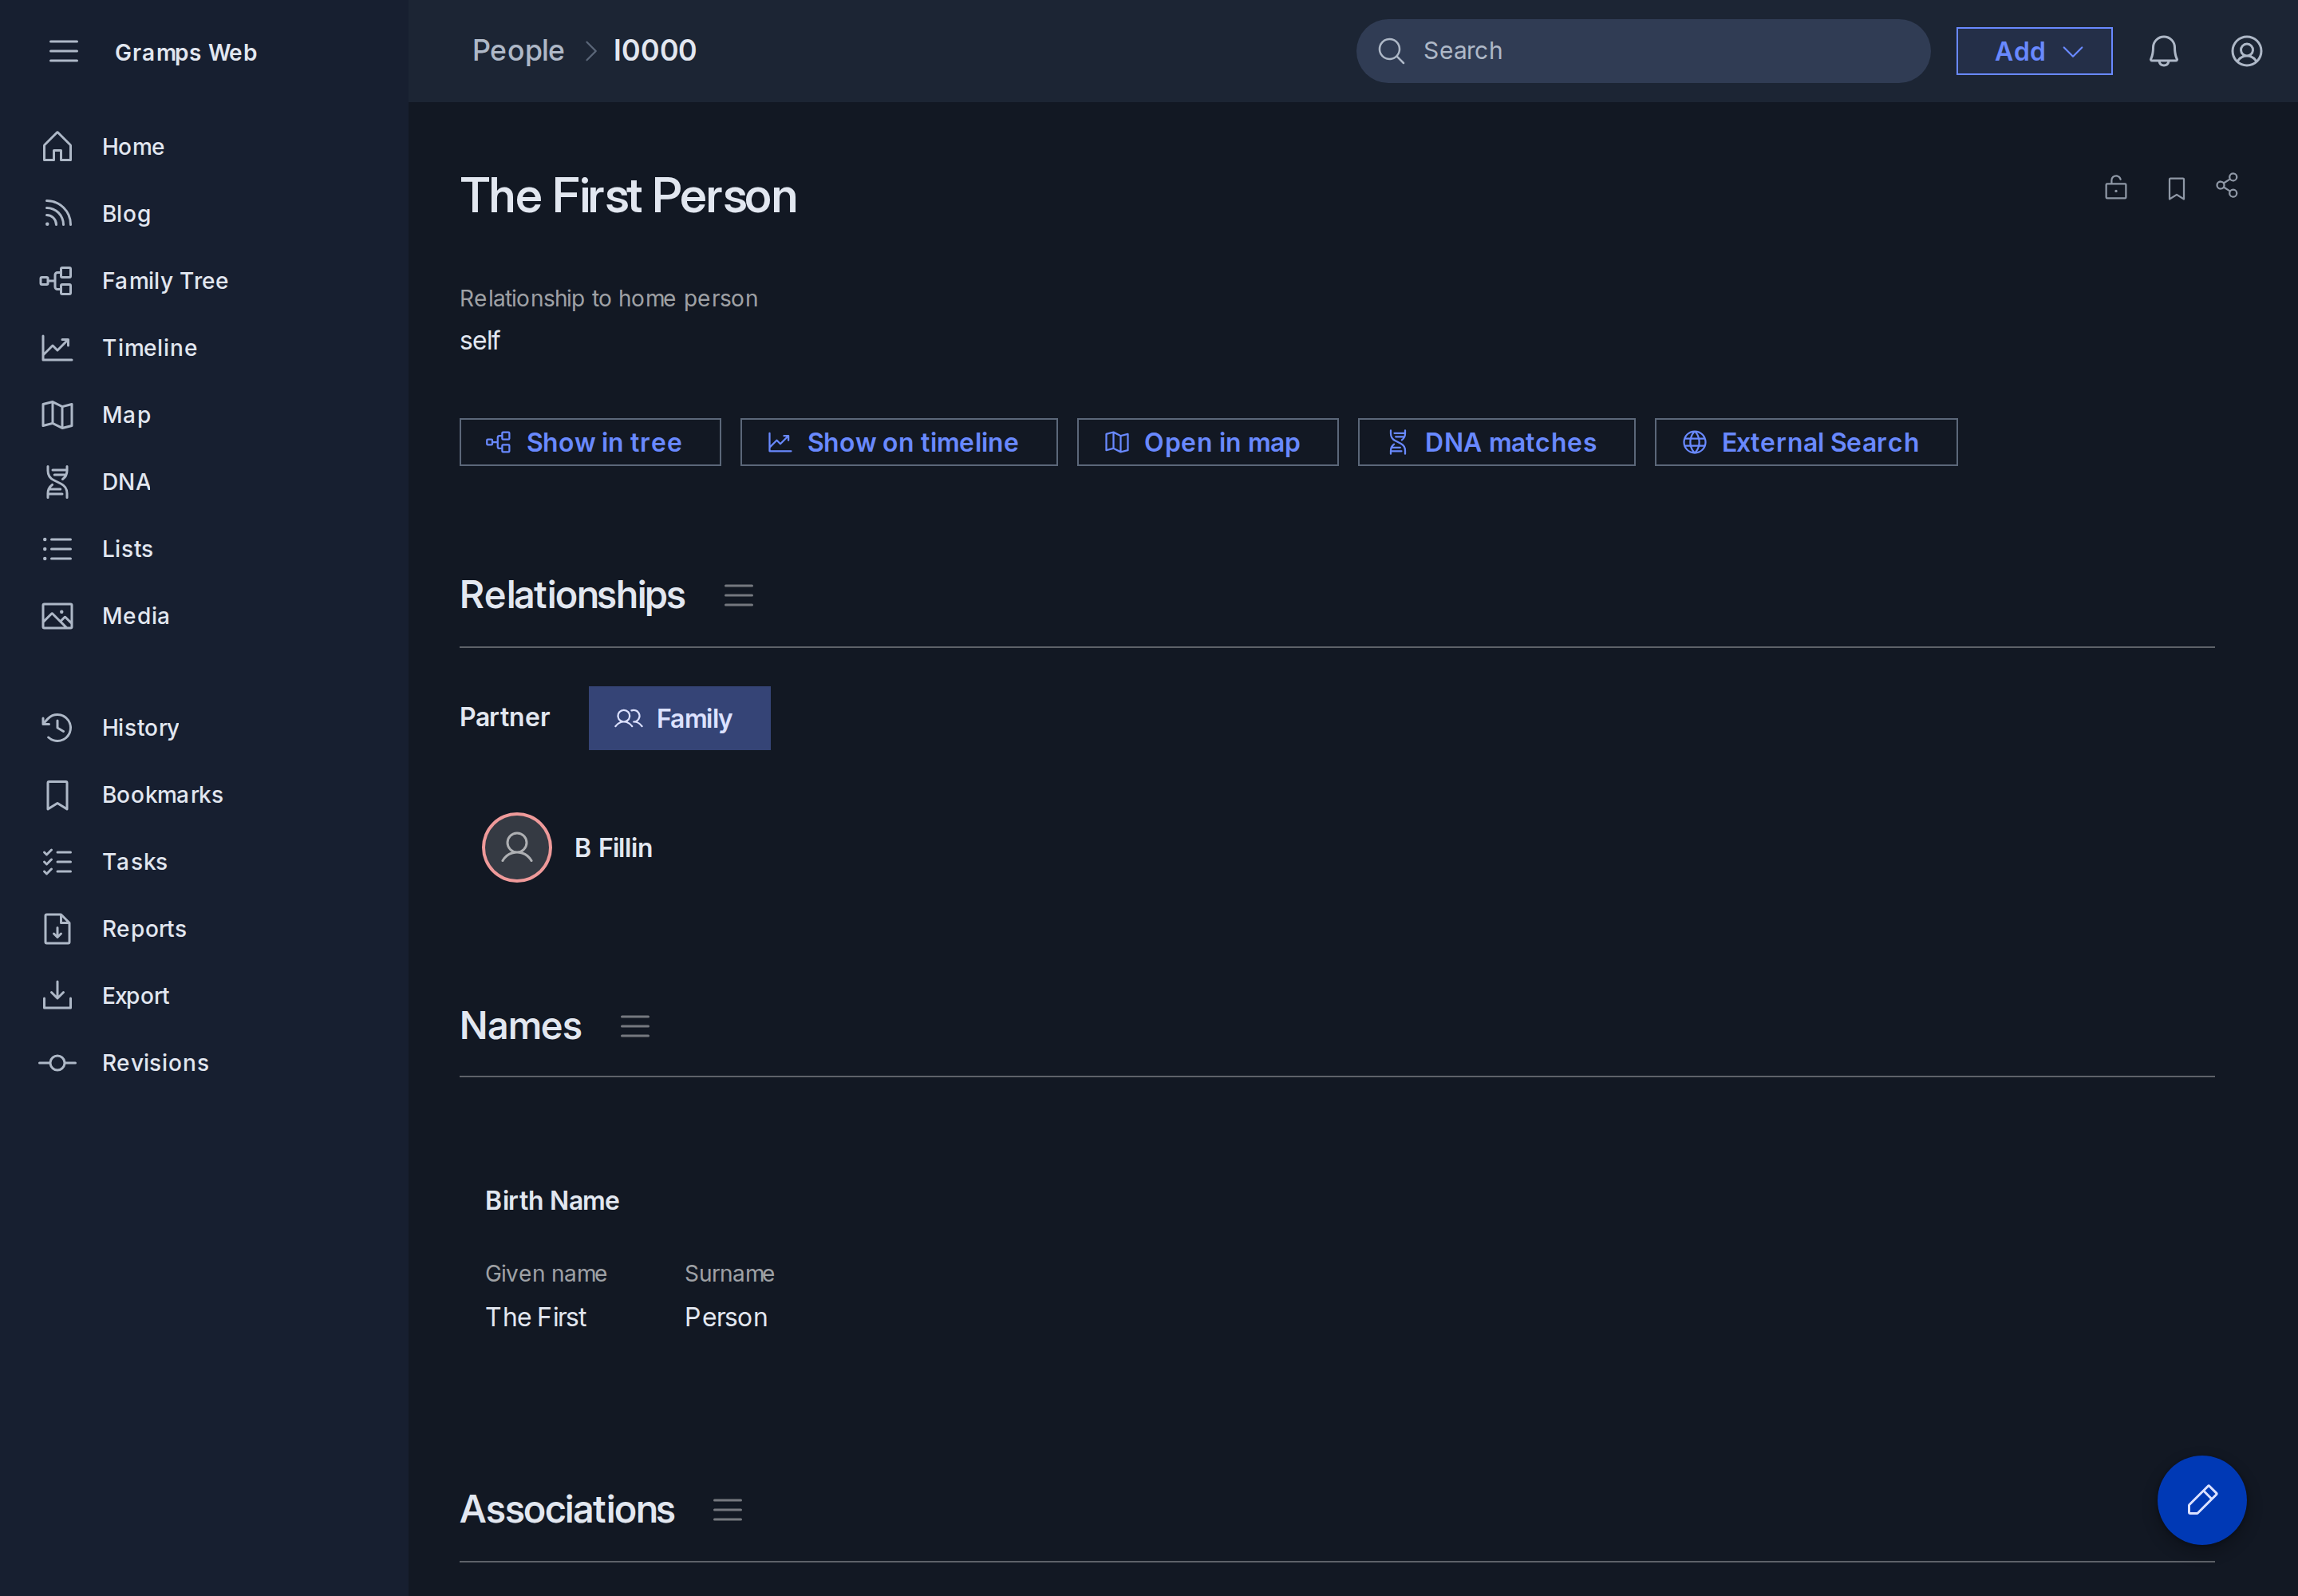 Gramps Web
People > I0000
Search
Add
Home
Blog
Family Tree
Timeline
Map
DNA
Lists
Media
History
Bookmarks
Tasks
Reports
Export
Revisions
The First Person
Relationship to home person
self
Show in tree
Show on timeline
Open in map
DNA matches
External Search
Relationships
Partner
Family
B Fillin
Names
Birth Name
Given name Surname
The First Person
Associations